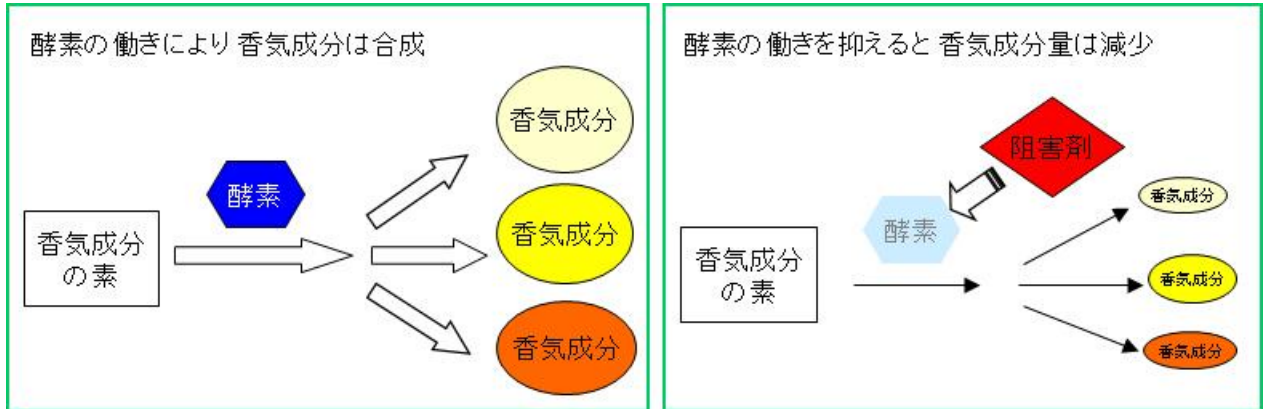 酵素の働きにより香気成分は合成
香気成分
酵素
香気成分
の素
香気成分
香気成分
酵素の働きを抑えると香気成分量は減少
阻害剤
香気成分
酵素
香気成分
の素
香気成分
香気成分